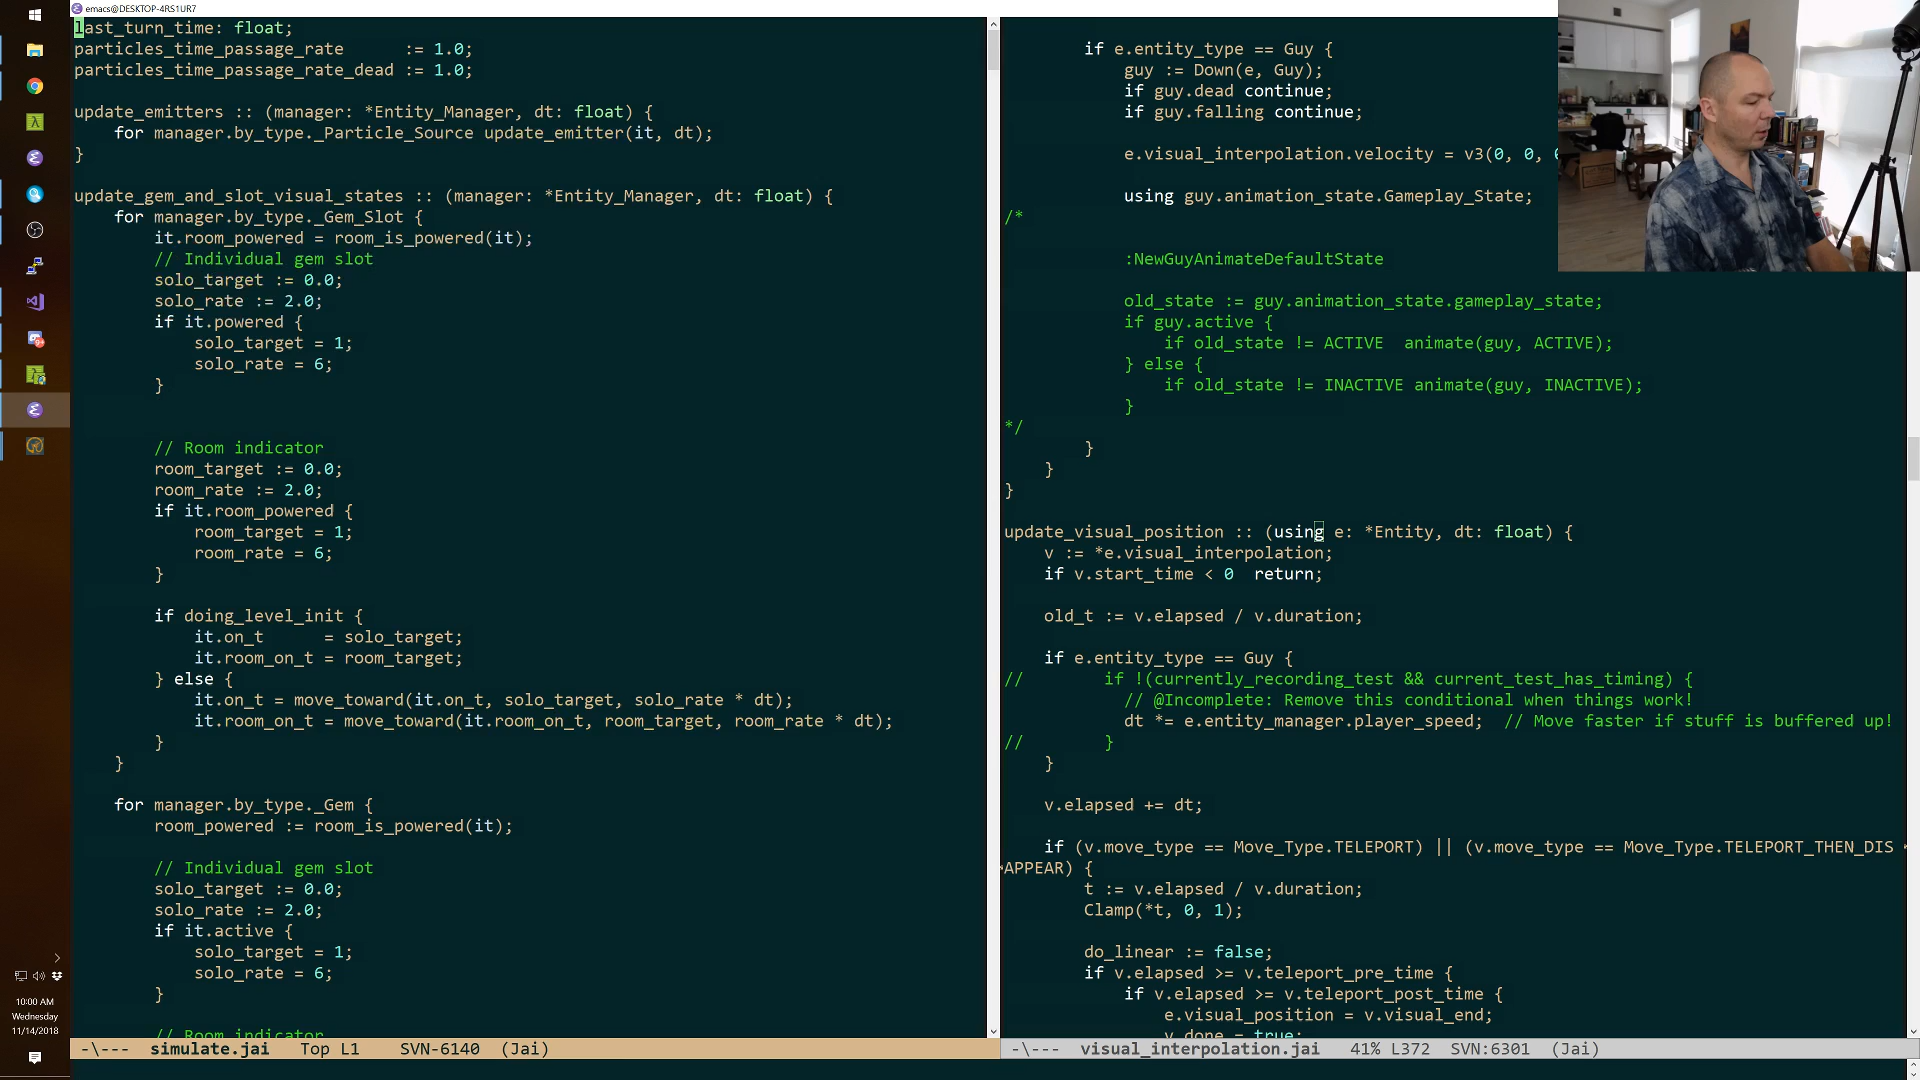 emacs@DESKTOP-4RS1UR7
last_turn_time: float;
particles_time_passage_rate      := 1.0;
particles_time_passage_rate_dead := 1.0;
update_emitters :: (manager: *Entity_Manager, dt: float) {
    for manager.by_type._Particle_Source update_emitter(it, dt);
}
update_gem_and_slot_visual_states :: (manager: *Entity_Manager, dt: float) {
    for manager.by_type._Gem_Slot {
        it.room_powered = room_is_powered(it);
        // Individual gem slot
        solo_target := 0.0;
        solo_rate := 2.0;
        if it.powered {
            solo_target = 1;
            solo_rate = 6;
        }
        // Room indicator
        room_target := 0.0;
        room_rate := 2.0;
        if it.room_powered {
            room_target = 1;
            room_rate = 6;
        }
        if doing_level_init {
            it.on_t      = solo_target;
            it.room_on_t = room_target;
        } else {
            it.on_t = move_toward(it.on_t, solo_target, solo_rate * dt);
            it.room_on_t = move_toward(it.room_on_t, room_target, room_rate * dt);
        }
    }
    for manager.by_type._Gem {
        room_powered := room_is_powered(it);
        // Individual gem slot
        solo_target := 0.0;
        solo_rate := 2.0;
        if it.active {
            solo_target = 1;
            solo_rate = 6;
        }
        // Room indicator
-\---  simulate.jai   Top L1    SVN-6140  (Jai)
        if e.entity_type == Guy {
            guy := Down(e, Guy);
            if guy.dead continue;
            if guy.falling continue;
            e.visual_interpolation.velocity = v3(0, 0,
            using guy.animation_state.Gameplay_State;
/*
            :NewGuyAnimateDefaultState
            old_state := guy.animation_state.gameplay_state;
            if guy.active {
                if old_state != ACTIVE  animate(guy, ACTIVE);
            } else {
                if old_state != INACTIVE animate(guy, INACTIVE);
            }
*/
        }
    }
}
update_visual_position :: (using e: *Entity, dt: float) {
    v := *e.visual_interpolation;
    if v.start_time < 0  return;
    old_t := v.elapsed / v.duration;
    if e.entity_type == Guy {
//        if !(currently_recording_test && current_test_has_timing) {
            // @Incomplete: Remove this conditional when things work!
            dt *= e.entity_manager.player_speed;  // Move faster if stuff is buffered up!
//        }
    }
    v.elapsed += dt;
    if (v.move_type == Move_Type.TELEPORT) || (v.move_type == Move_Type.TELEPORT_THEN_DIS
APPEAR) {
        t := v.elapsed / v.duration;
        Clamp(*t, 0, 1);
        do_linear := false;
        if v.elapsed >= v.teleport_pre_time {
            if v.elapsed >= v.teleport_post_time {
                e.visual_position = v.visual_end;
                v.done = true;
-\---  visual_interpolation.jai   41% L372  SVN:6301  (Jai)
10:00 AM
Wednesday
11/14/2018